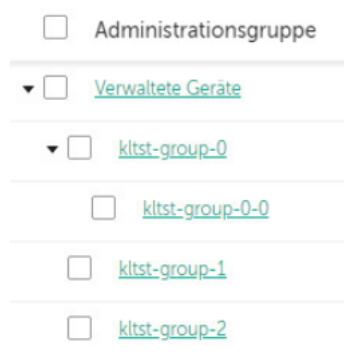 Administrationsgruppe
Verwaltete Geräte
kltst-group-0
kltst-group-0-0
kltst-group-1
kltst-group-2